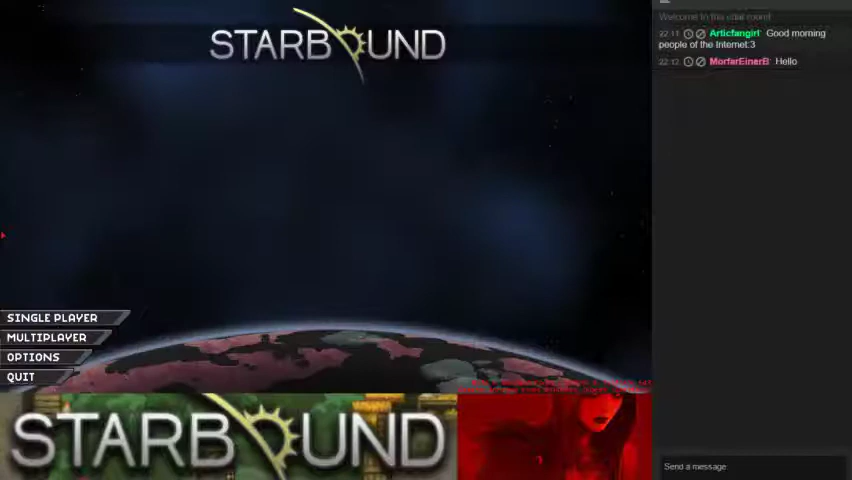 Welcome to the chat room!
STARBOUND
22:11 Articfangirl: Good morning
people of the Internet:3
22:12 MorfarEinarB: Hello
SINGLE PLAYER
MULTIPLAYER
OPTIONS
QUIT
STARBOUND
Send a message